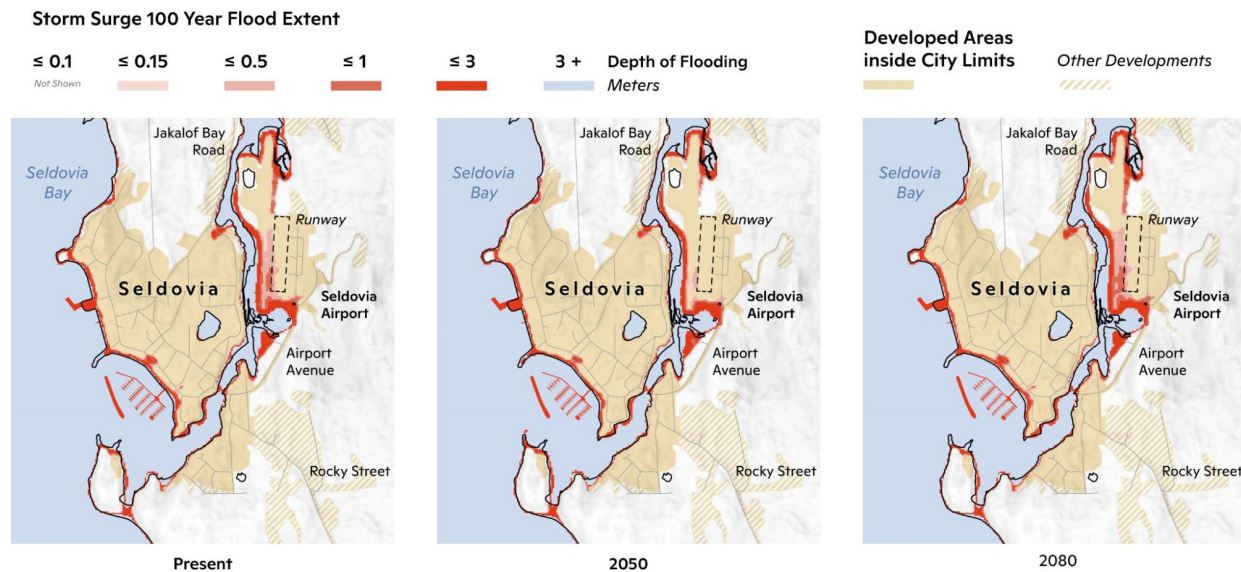 Storm Surge 100 Year Flood Extent
≤ 0.1
Not Shown
≤ 0.15
≤ 0.5
≤ 1
≤ 3
3 +
Depth of Flooding
Meters
Developed Areas
inside City Limits
Other Developments
Jakalof Bay
Road
Seldovia
Bay
Runway
Seldovia
Seldovia
Airport
Airport
Avenue
Rocky Street
Present
Jakalof Bay
Road
Seldovia
Bay
Runway
Seldovia
Seldovia
Airport
Airport
Avenue
Rocky Street
2050
Jakalof Bay
Road
Seldovia
Bay
Runway
Seldovia
Seldovia
Airport
Airport
Avenue
Rocky Street
2080